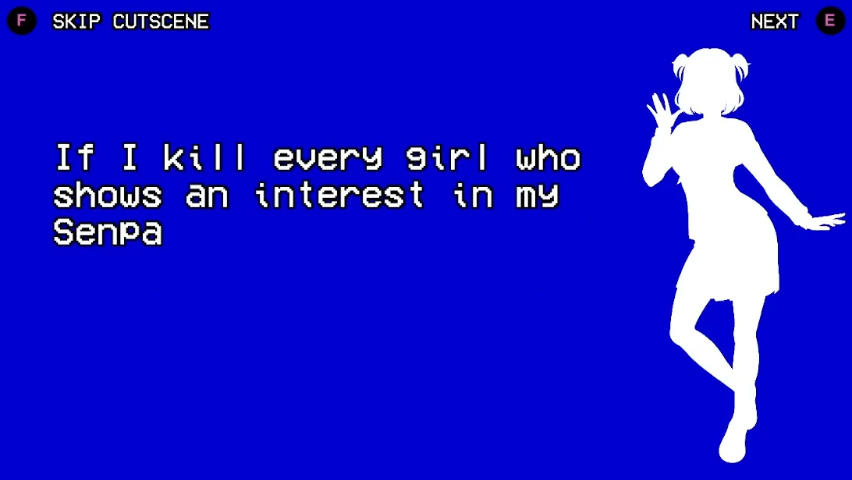 F SKIP CUTSCENE
NEXT E
If I kill every girl who
shows an interest in my
Senpa